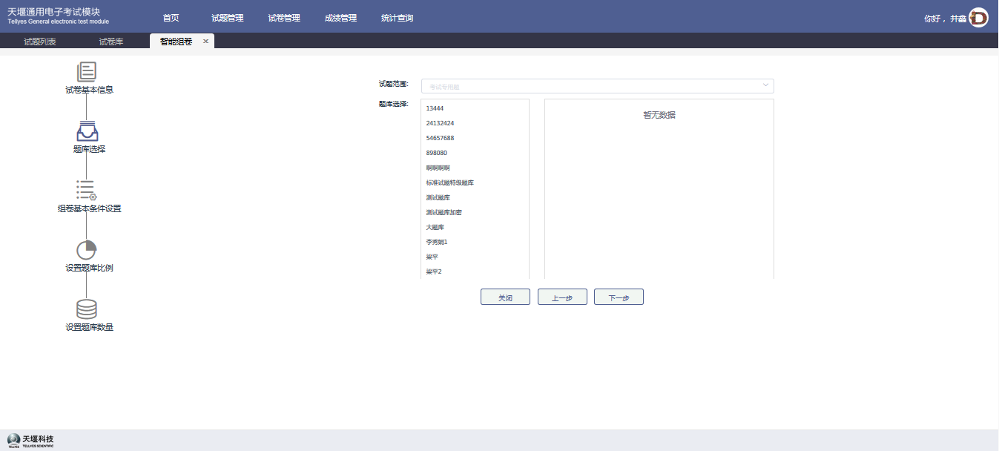 天堰通用电子考试模块
Tellyes General electronic test module
首页
试题管理
试卷管理
成绩管理
统计查询
你好， 井鑫
试题列表
试卷库
智能组卷
试卷基本信息
题库选择
组卷基本条件设置
设置题库比例
设置题库数量
试题范围:
考试专用题
题库选择:
13444
24132424
54657688
898080
啊啊啊啊
标准试题特级题库
测试题库
测试题库加密
大题库
李秀娟1
梁平
梁平2
暂无数据
关闭
上一步
下一步
天堰科技
TELLYES SCIENTIFIC
TELLYES